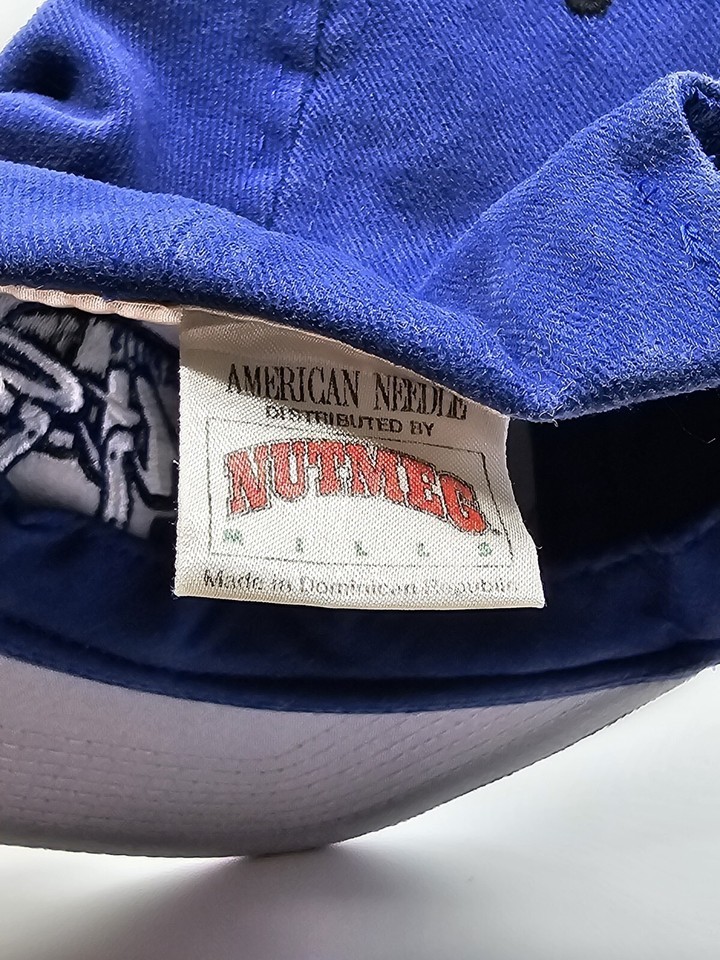 AMERICAN NEEDLE
DISTRIBUTED BY
NUTMEG
MILLS
Made in Dominican Republic